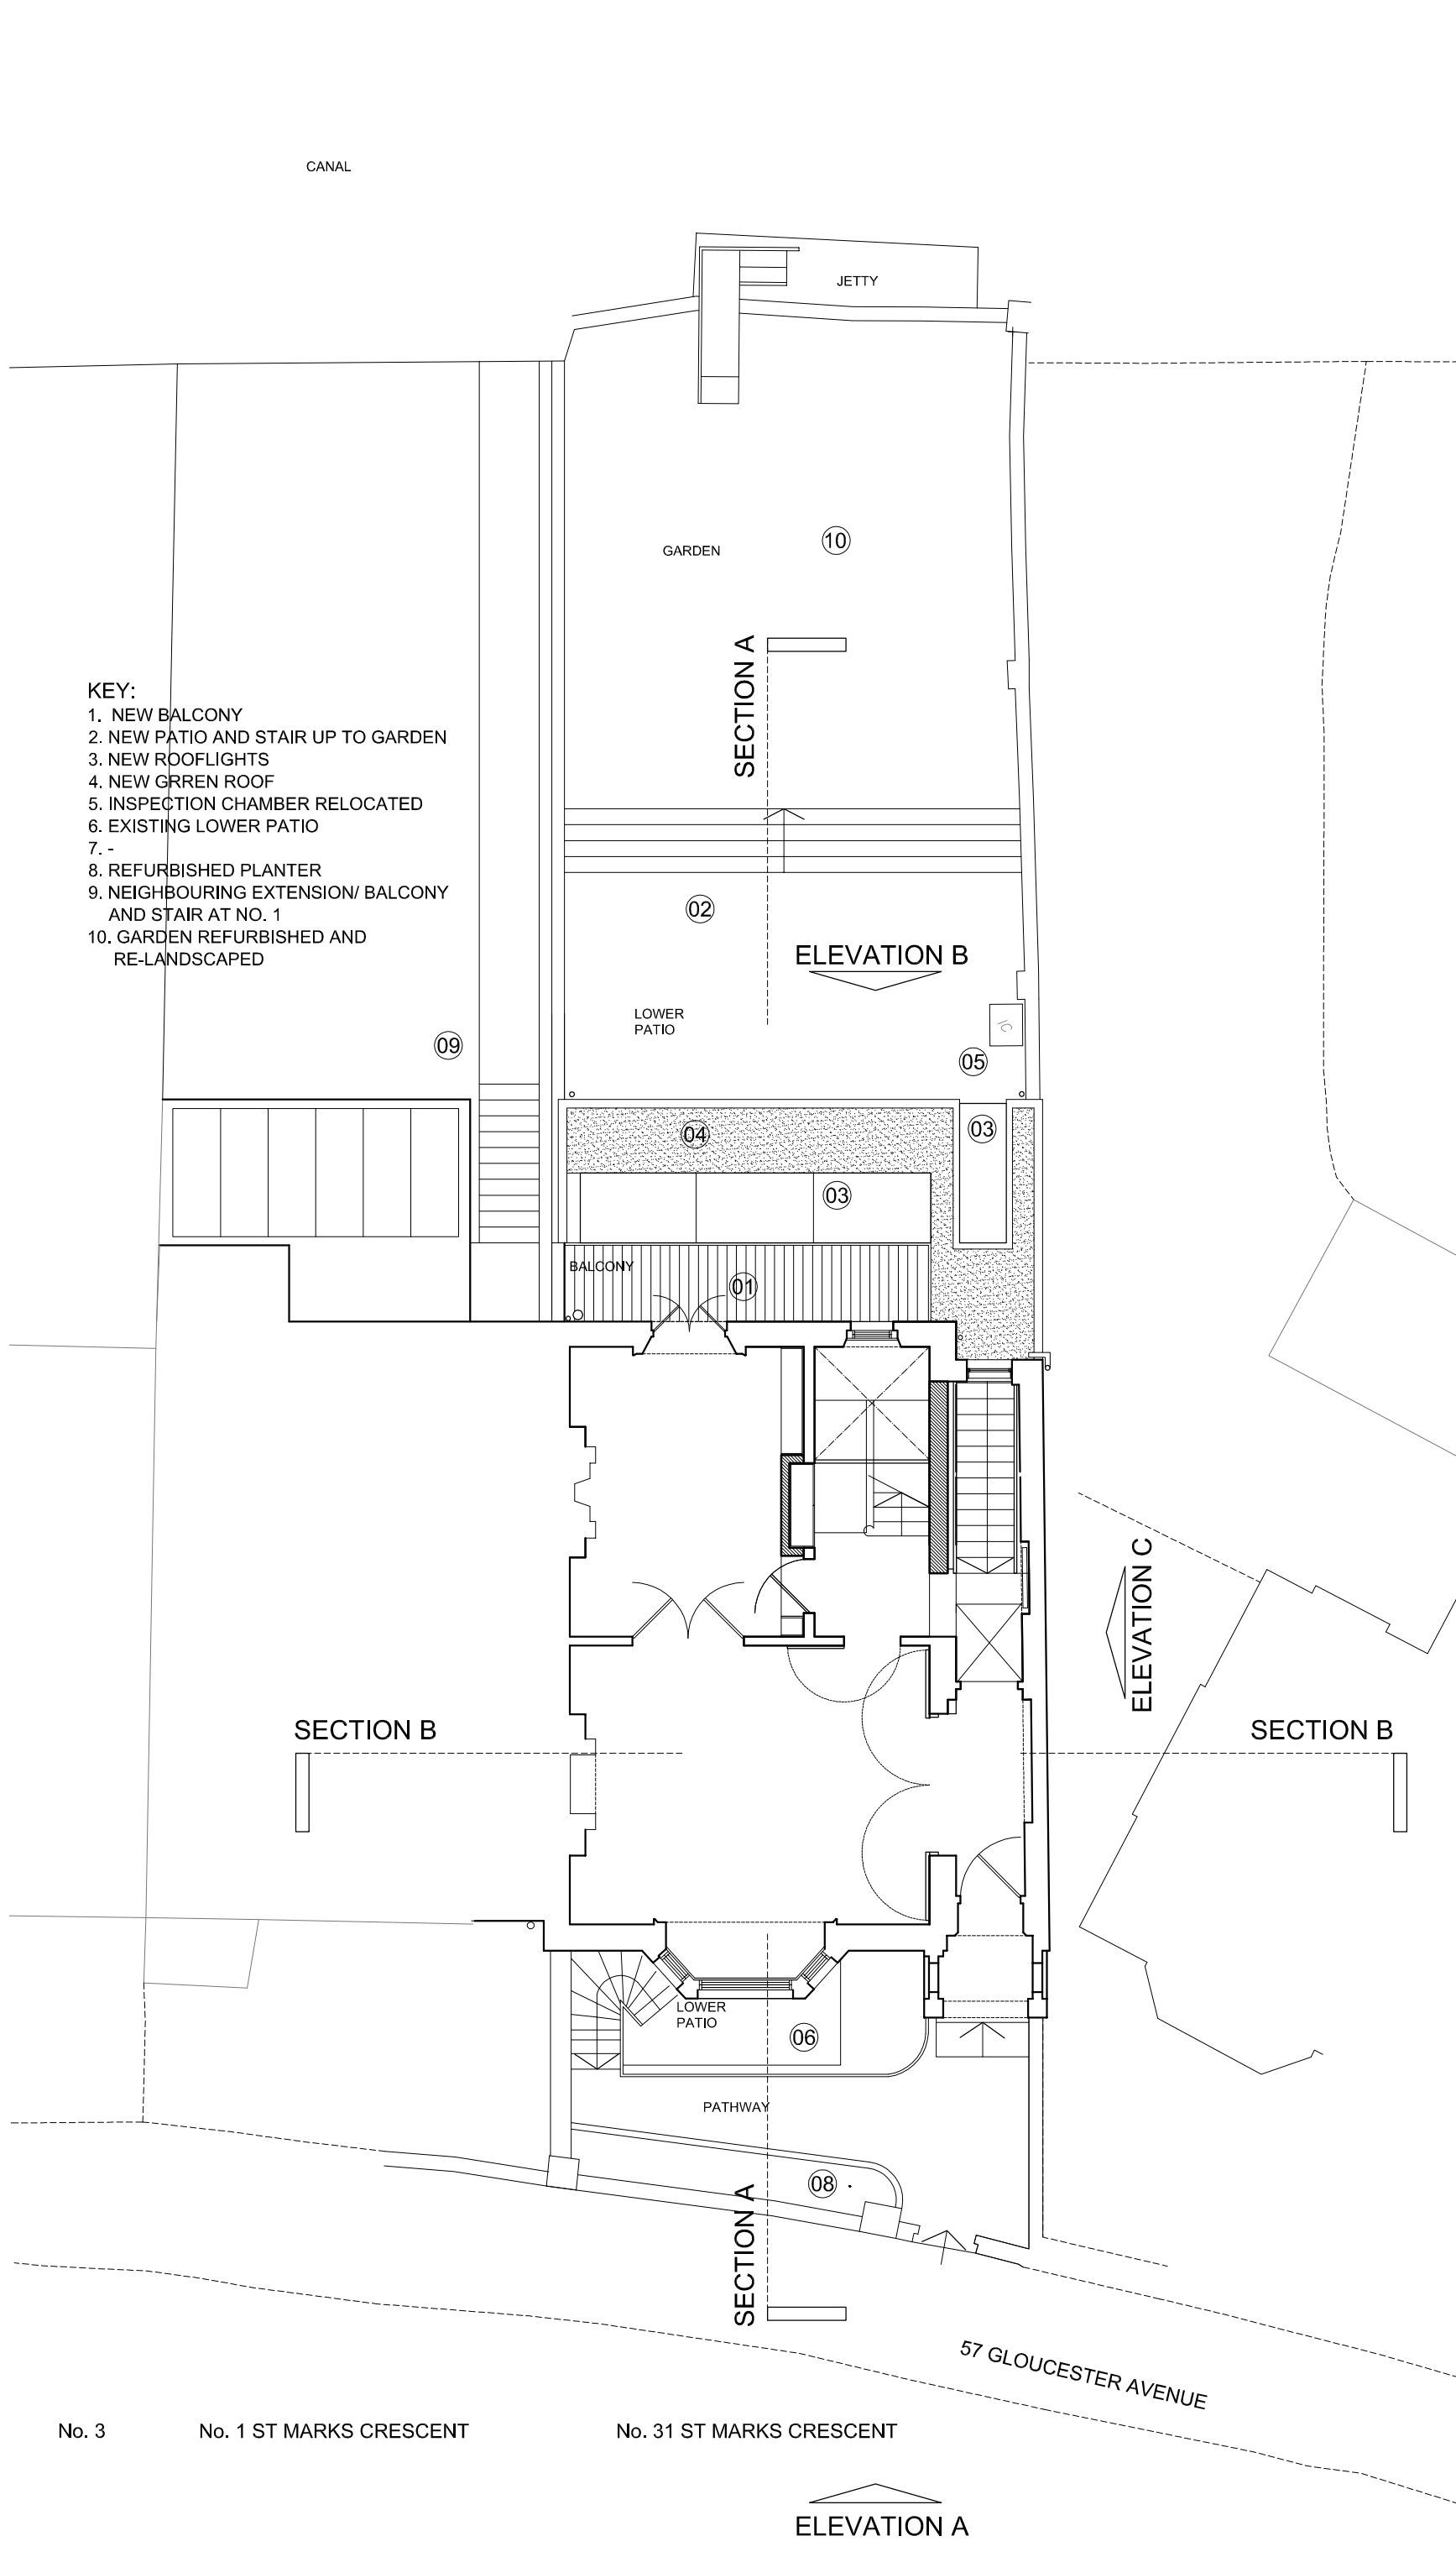 CANAL
JETTY
GARDEN
10
SECTION A
KEY:
1. NEW BALCONY
2. NEW PATIO AND STAIR UP TO GARDEN
3. NEW ROOFLIGHTS
4. NEW GRREN ROOF
5. INSPECTION CHAMBER RELOCATED
6. EXISTING LOWER PATIO
7. -
8. REFURBISHED PLANTER
9. NEIGHBOURING EXTENSION/ BALCONY
AND STAIR AT NO. 1
10. GARDEN REFURBISHED AND
RE-LANDSCAPED
02
ELEVATION B
LOWER
PATIO
IC
09
05
04
03
03
BALCONY
01
ELEVATION C
SECTION B
SECTION B
LOWER
PATIO
06
PATHWAY
08
SECTION A
57 GLOUCESTER AVENUE
No. 3
No. 1 ST MARKS CRESCENT
No. 31 ST MARKS CRESCENT
ELEVATION A